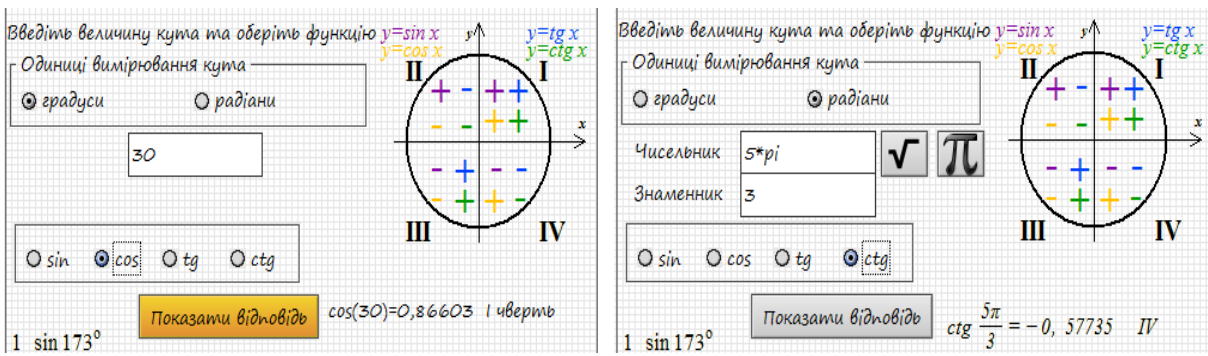 Введіть величину кута та оберіть функцію y=sin x y=tg x
y=cos x y=ctg x
y
Одиниці вимірювання кута
II I
градуси радіани
+ - + +
- - + +
x
30
- + - -
- + + -
III IV
sin cos tg ctg
Показати відповідь cos(30)=0,86603 І чверть
1 sin 173⁰
Введіть величину кута та оберіть функцію y=sin x y=tg x
y=cos x y=ctg x
y
Одиниці вимірювання кута
II I
градуси радіани
+ - + +
- - + +
x
Чисельник 5*pi √ π
Знаменник 3
- + - -
- + + -
III IV
sin cos tg ctg
Показати відповідь ctg 5π/3 = – 0, 57735 IV
1 sin 173⁰